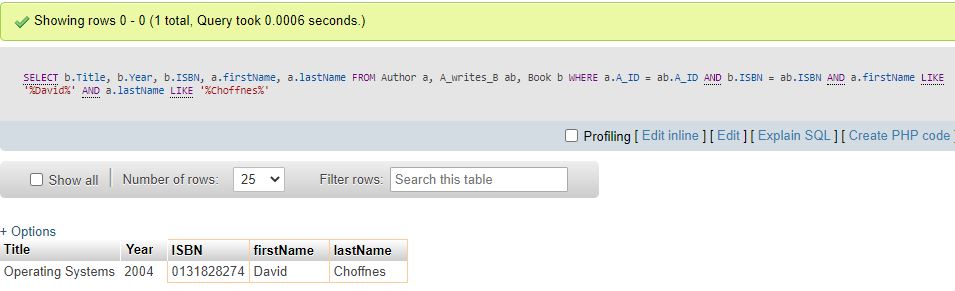 Showing rows 0 - 0 (1 total, Query took 0.0006 seconds.)
SELECT b.Title, b.Year, b.ISBN, a.firstName, a.lastName FROM Author a, A_writes_B ab, Book b WHERE a.A_ID = ab.A_ID AND b.ISBN = ab.ISBN AND a.firstName LIKE
'%David%' AND a.lastName LIKE '%Choffnes%'
Profiling [ Edit inline ] [ Edit ] [ Explain SQL ] [ Create PHP code ]
Show all Number of rows: 25 Filter rows: Search this table
+ Options
Title Year ISBN firstName lastName
Operating Systems 2004 0131828274 David Choffnes